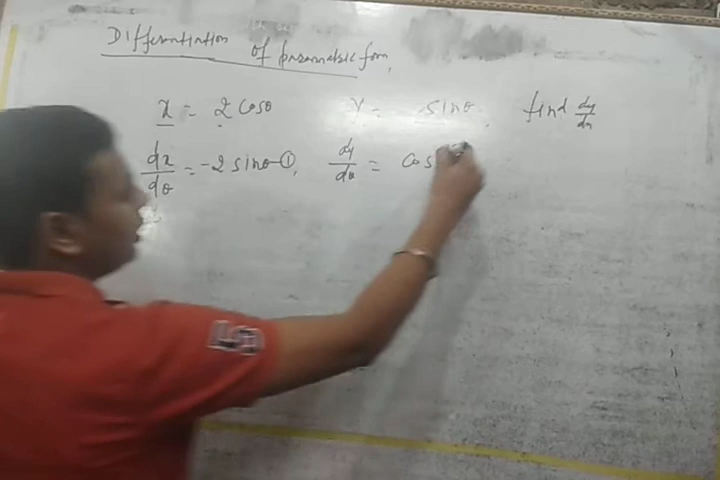 Differentiation of parametric form,
x = 2 cosθ Y = sinθ. find dy/dx
dx/dθ = -2 sinθ-①, dy/dθ = cos